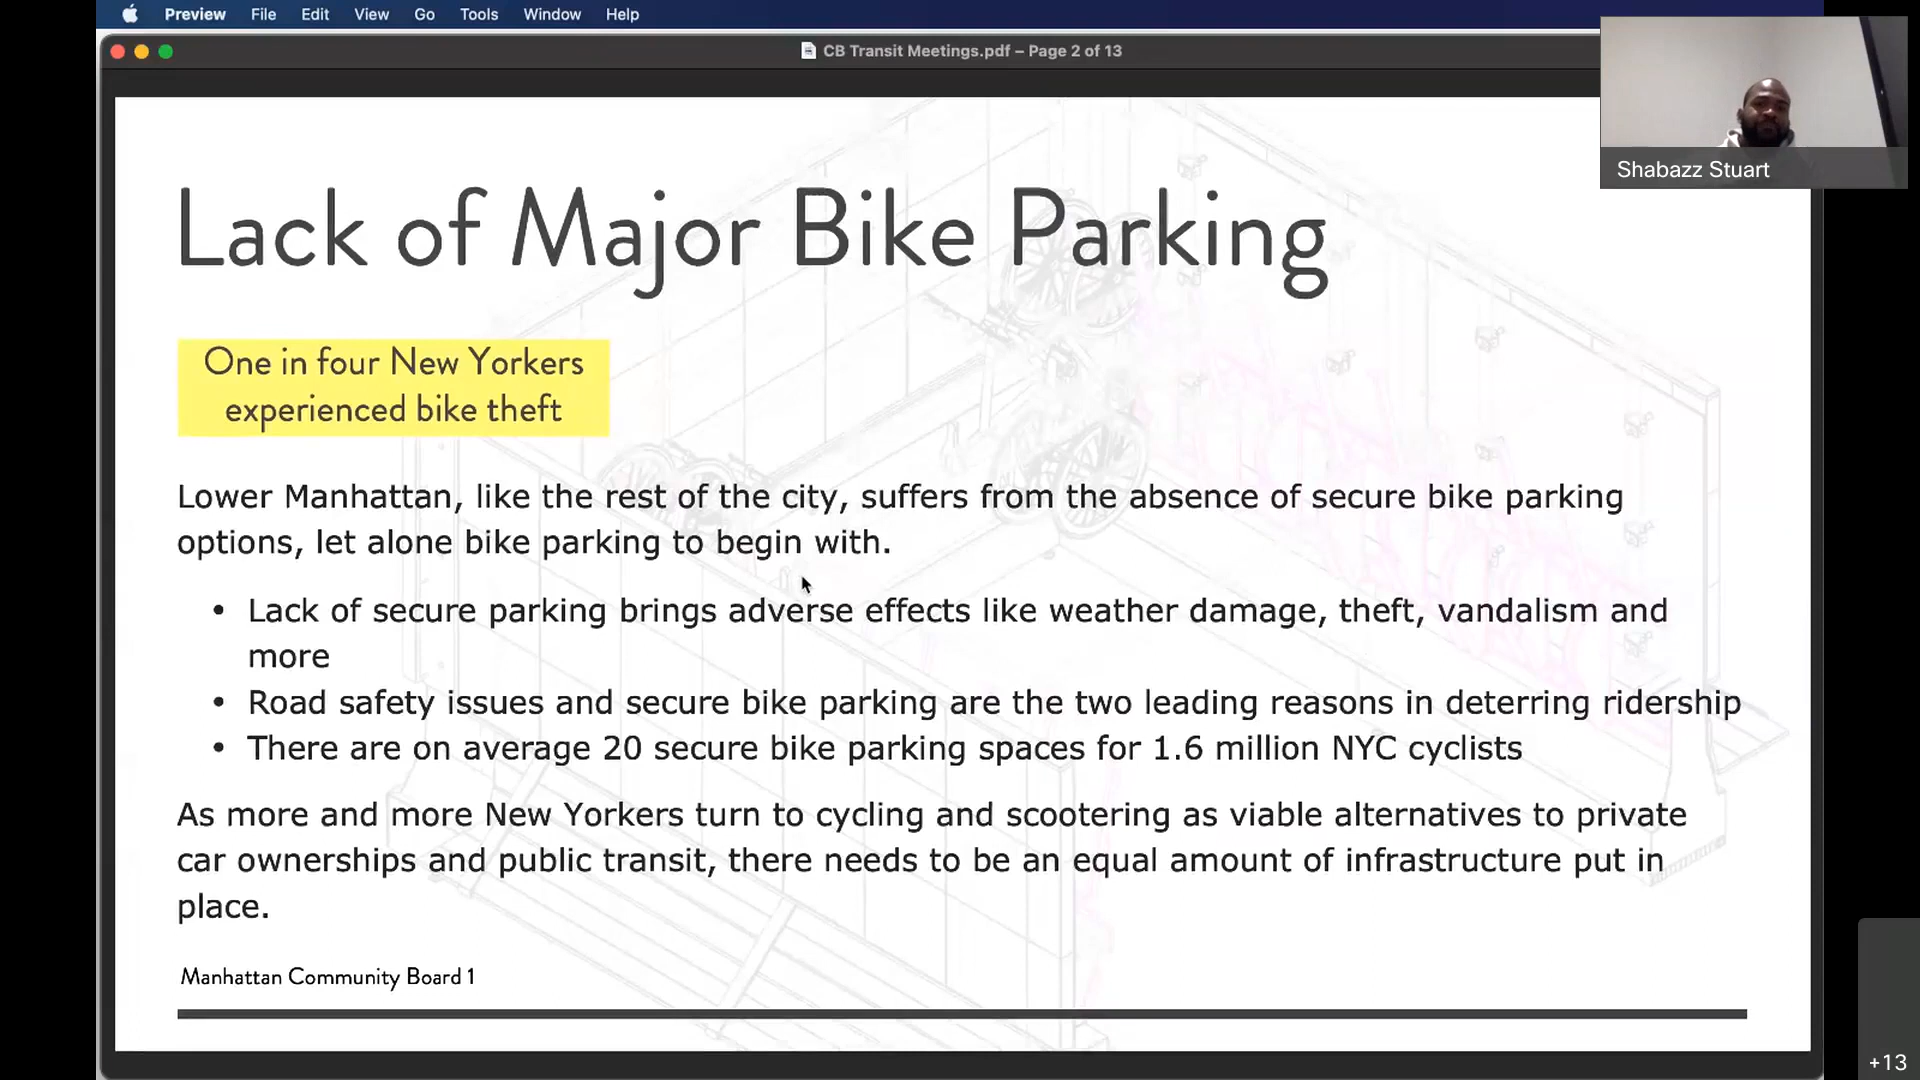 Preview File Edit View Go Tools Window Help
CB Transit Meetings.pdf – Page 2 of 13
Shabazz Stuart
Lack of Major Bike Parking
One in four New Yorkers
experienced bike theft
Lower Manhattan, like the rest of the city, suffers from the absence of secure bike parking
options, let alone bike parking to begin with.
• Lack of secure parking brings adverse effects like weather damage, theft, vandalism and
more
• Road safety issues and secure bike parking are the two leading reasons in deterring ridership
• There are on average 20 secure bike parking spaces for 1.6 million NYC cyclists
As more and more New Yorkers turn to cycling and scootering as viable alternatives to private
car ownerships and public transit, there needs to be an equal amount of infrastructure put in
place.
Manhattan Community Board 1
+13